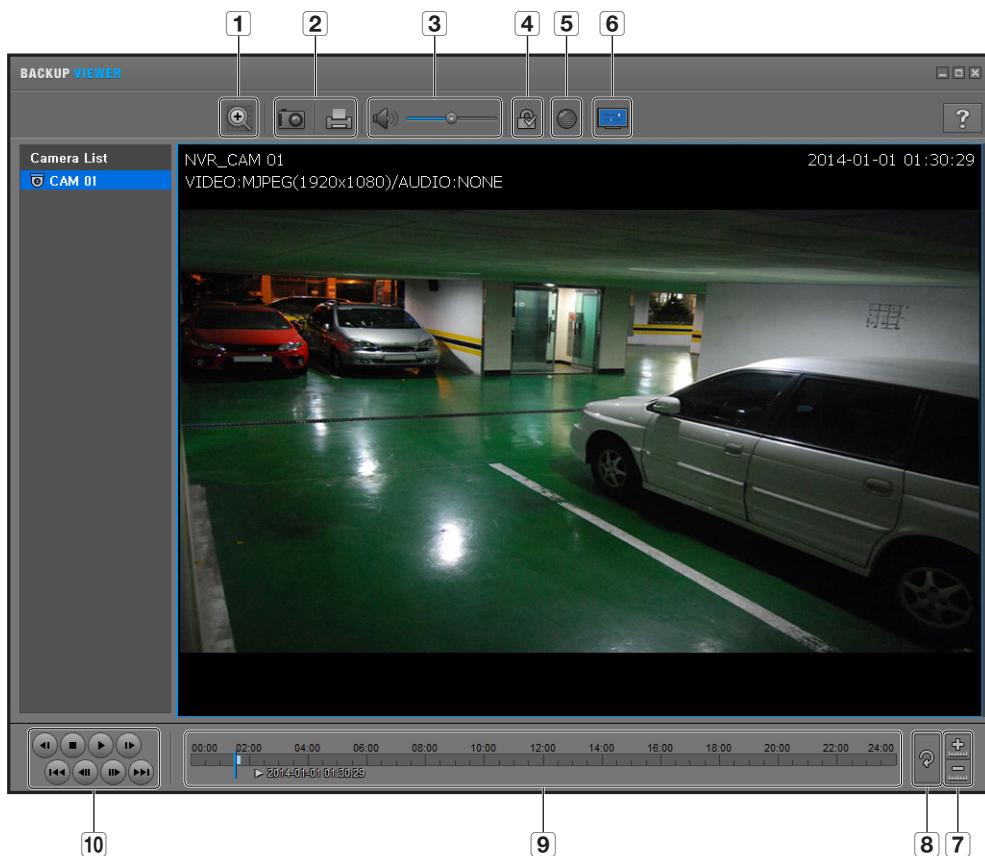 1 2 3 4 5 6
BACKUP VIEWER
?
Camera List
CAM 01
NVR_CAM 01
2014-01-01 01:30:29
VIDEO:MJPEG(1920x1080)/AUDIO:NONE
00:00 02:00 04:00 06:00 08:00 10:00 12:00 14:00 16:00 18:00 20:00 22:00 24:00
2014-01-01 01:30:29
10 9 8 7